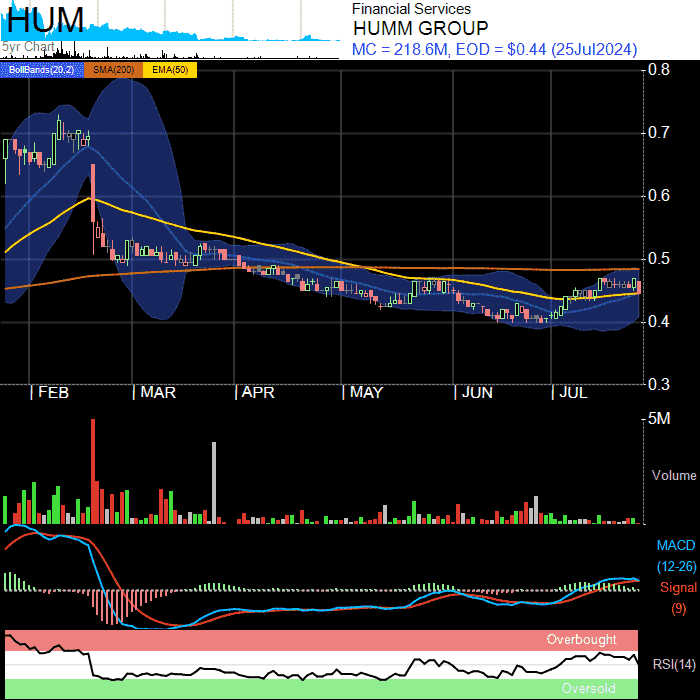 HUM
5yr Chart
Financial Services
HUMM GROUP
MC = 218.6M, EOD = $0.44 (25Jul2024)
BollBands(20,2) SMA(200) EMA(50)
0.8
0.7
0.6
0.5
0.4
0.3
| FEB | MAR | APR | MAY | JUN | JUL
5M
Volume
MACD
(12-26)
Signal
(9)
Overbought
RSI(14)
Oversold